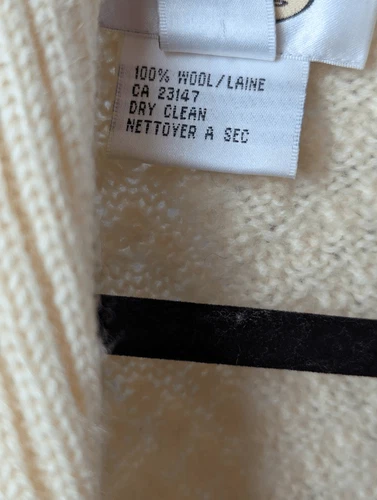 100% WOOL/LAINE
CA 23147
DRY CLEAN
NETTOYER A SEC